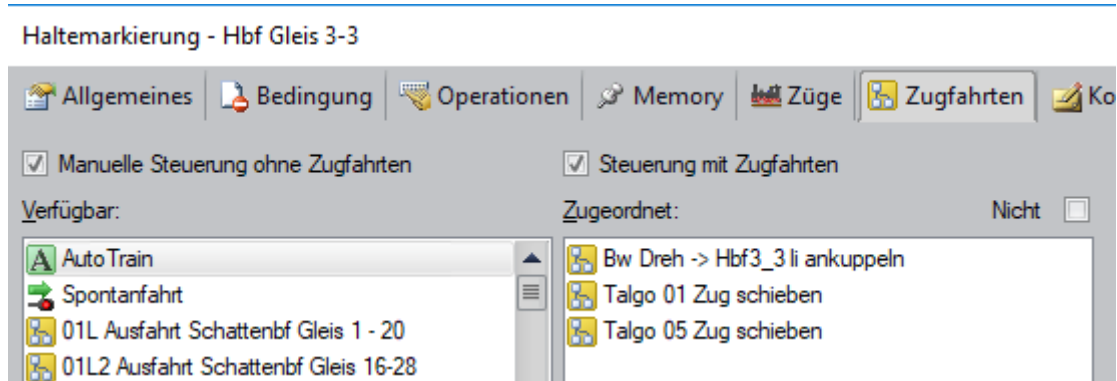 Haltemarkierung - Hbf Gleis 3-3
Allgemeines Bedingung Operationen Memory Züge Zugfahrten Ko
Manuelle Steuerung ohne Zugfahrten Steuerung mit Zugfahrten
Verfügbar: Zugeordnet: Nicht
AutoTrain
Spontanfahrt
01L Ausfahrt Schattenbf Gleis 1 - 20
01L2 Ausfahrt Schattenbf Gleis 16-28
Bw Dreh -> Hbf3_3 li ankuppeln
Talgo 01 Zug schieben
Talgo 05 Zug schieben